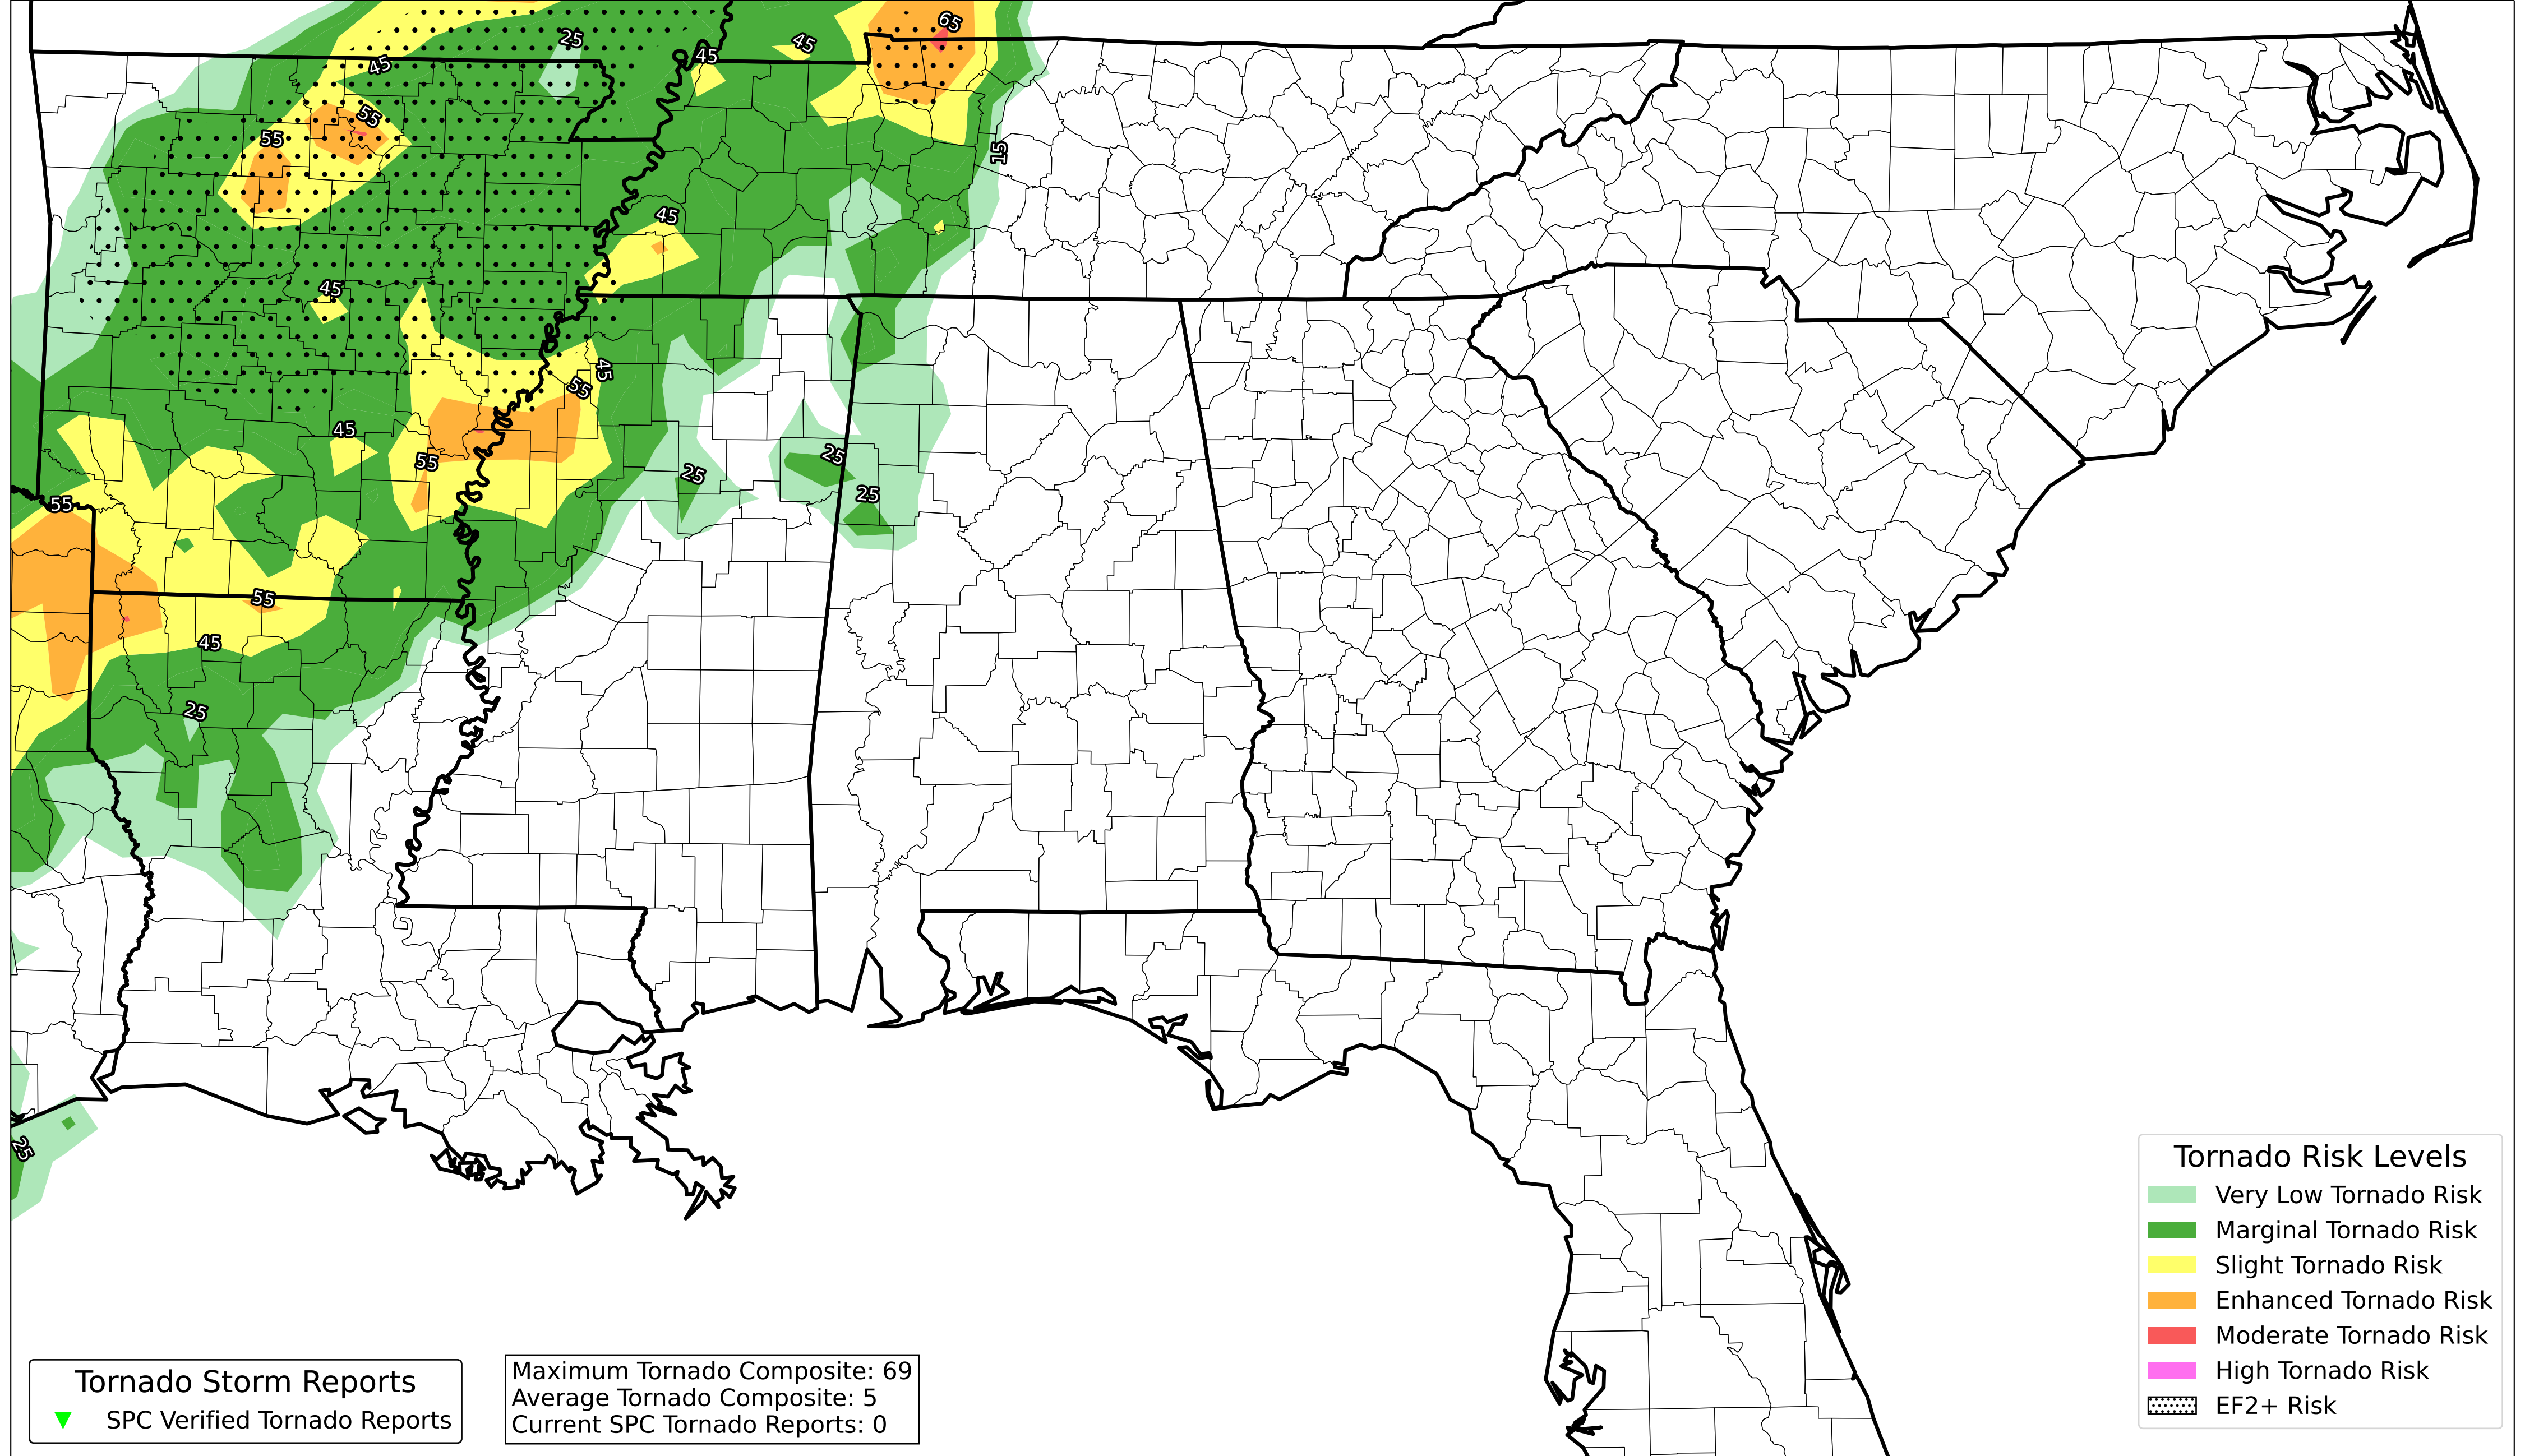 65
25
45
45
45
55
55
15
45
45
45
55
45
55
25
25
25
55
55
45
25
25
Tornado Risk Levels
Very Low Tornado Risk
Marginal Tornado Risk
Slight Tornado Risk
Enhanced Tornado Risk
Moderate Tornado Risk
High Tornado Risk
EF2+ Risk
Tornado Storm Reports
SPC Verified Tornado Reports
Maximum Tornado Composite: 69
Average Tornado Composite: 5
Current SPC Tornado Reports: 0